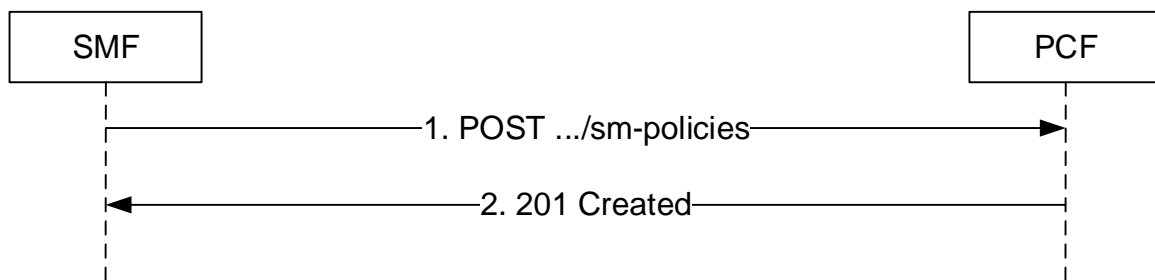 SMF
PCF
1. POST .../sm-policies
2. 201 Created